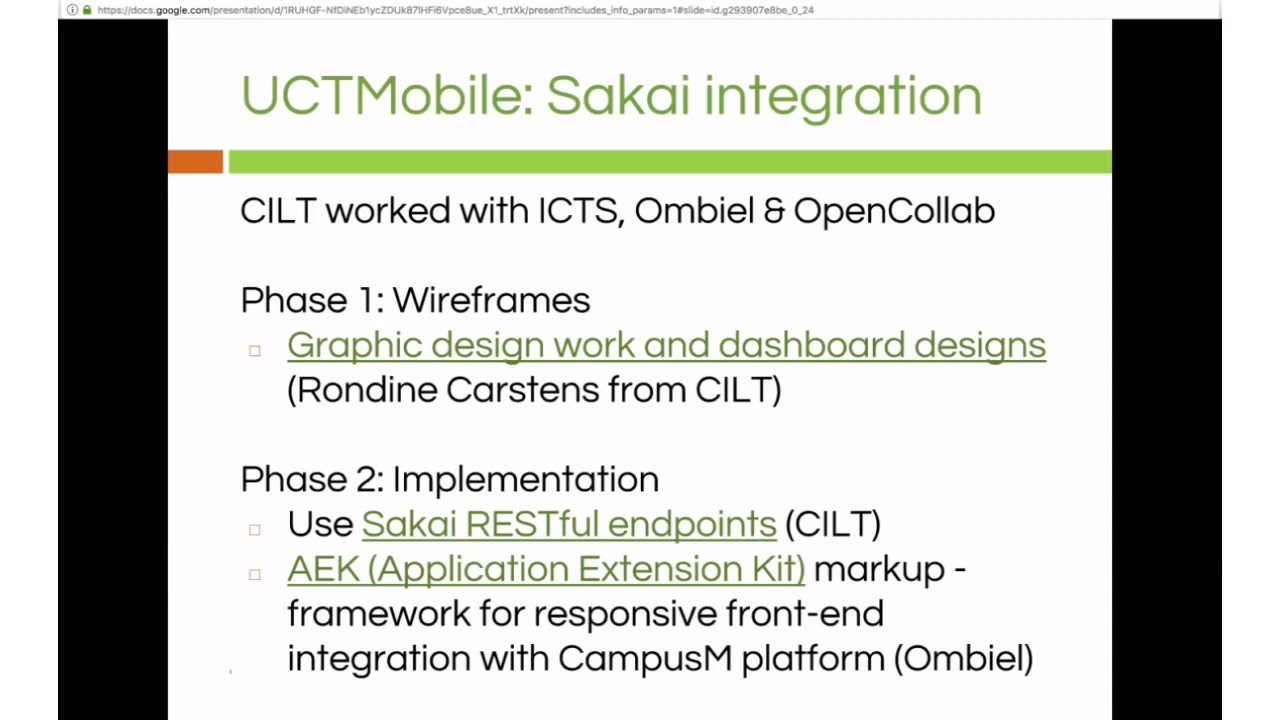 https://docs.google.com/presentation/d/1RUHGF-NfDiNEb1ycZDUk87lHFi6Vpce8ue_X1_trtXk/present?includes_info_params=1#slide=id.g293907e8be_0_24
UCTMobile: Sakai integration
CILT worked with ICTS, Ombiel & OpenCollab
Phase 1: Wireframes
Graphic design work and dashboard designs
(Rondine Carstens from CILT)
Phase 2: Implementation
Use Sakai RESTful endpoints (CILT)
AEK (Application Extension Kit) markup -
framework for responsive front-end
integration with CampusM platform (Ombiel)